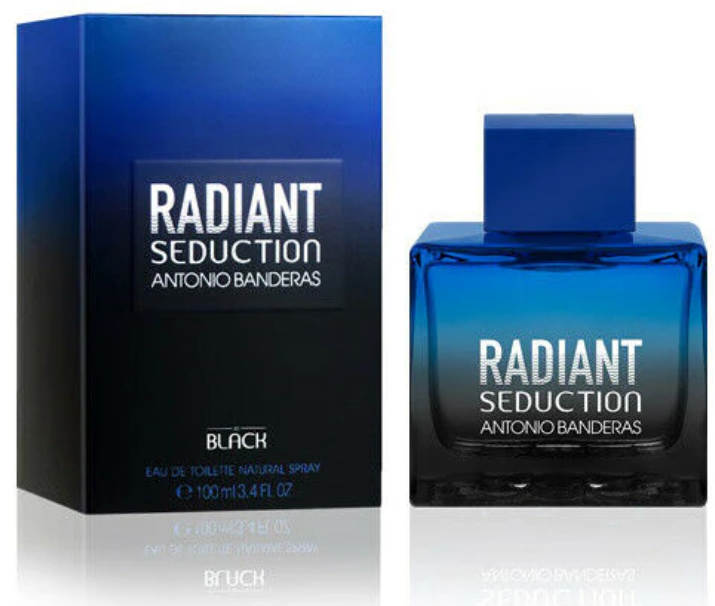 RADIANT
SEDUCTION
ANTONIO BANDERAS
IN
BLACK
EAU DE TOILETTE NATURAL SPRAY
℮ 100 ml 3.4 FL OZ
RADIANT
SEDUCTION
ANTONIO BANDERAS